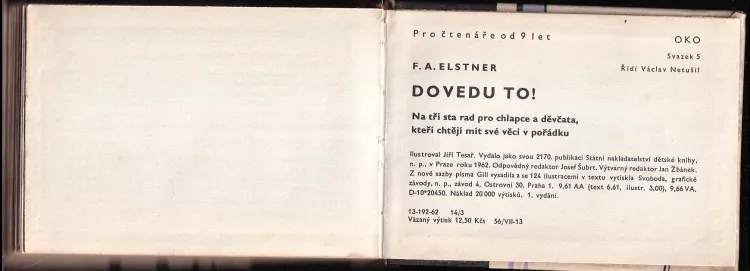 Pro čtenáře od 9 let
OKO
Svazek 5
Řídí Václav Netušil
F. A. ELSTNER
DOVEDU TO!
Na tři sta rad pro chlapce a děvčata,
kteří chtějí mít své věci v pořádku
Ilustroval Jiří Tesař. Vydalo jako svou 2170. publikaci Státní nakladatelství dětské knihy,
n. p., v Praze roku 1962. Odpovědný redaktor Josef Šubrt. Výtvarný redaktor Jan Žbánek.
Z nové sazby písma Gill vysadila a se 124 ilustracemi v textu vytiskla Svoboda, grafické
závody, n. p., závod 4, Ostrovní 30, Praha 1. 9,61 AA (text 6,61, ilustr. 3,00), 9,66 VA.
D-10*20450. Náklad 20 000 výtisků. 1. vydání.
13-192-62 14/3
Vázaný výtisk 12,50 Kčs 56/VII-13